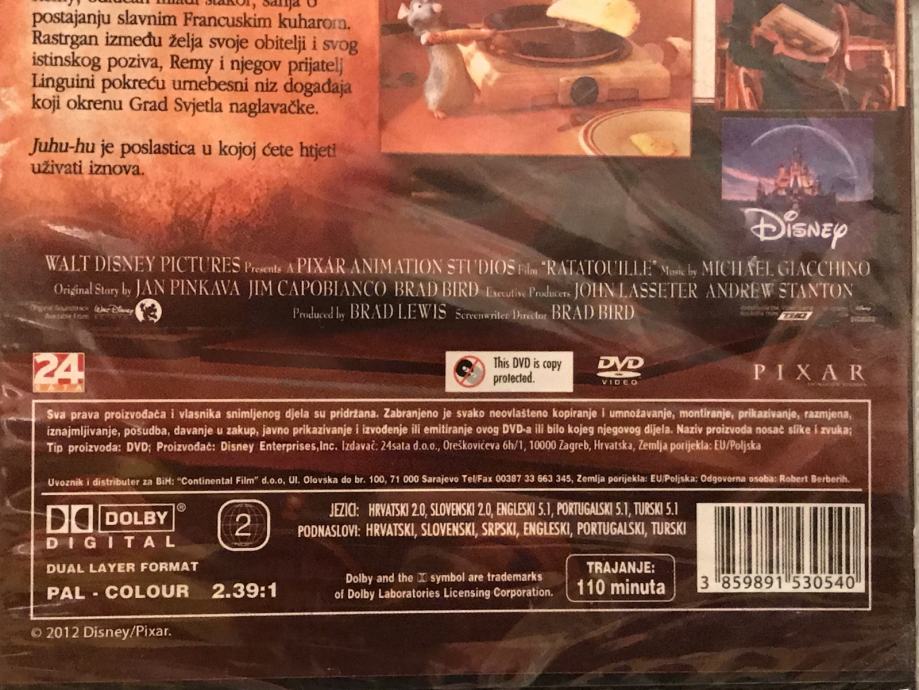 postajanju slavnim Francuskim kuharom.
Rastrgan između želja svoje obitelji i svog
istinskog poziva, Remy i njegov prijatelj
Linguini pokreću urnebesni niz događaja
koji okrenu Grad Svjetla naglavačke.
Juhu-hu je poslastica u kojoj ćete htjeti
uživati iznova.
Disney
WALT DISNEY PICTURES Presents A PIXAR ANIMATION STUDIOS Film "RATATOUILLE" Music by MICHAEL GIACCHINO
Original Story by JAN PINKAVA JIM CAPOBIANCO BRAD BIRD Executive Producers JOHN LASSETER ANDREW STANTON
Produced by BRAD LEWIS Screenwriter/Director BRAD BIRD
Walt Disney
THQ
24
This DVD is copy
protected.
DVD
VIDEO
PIXAR
Sva prava proizvođača i vlasnika snimljenog djela su pridržana. Zabranjeno je svako neovlašteno kopiranje i umnožavanje, montiranje, prikazivanje, razmjena,
iznajmljivanje, posudba, davanje u zakup, javno prikazivanje i izvođenje ili emitiranje ovog DVD-a ili bilo kojeg njegovog dijela. Naziv proizvoda nosač slike i zvuka;
Tip proizvoda: DVD; Proizvođač: Disney Enterprises,Inc. Izdavač: 24sata d.o.o., Oreškovićeva 6h/1, 10000 Zagreb, Hrvatska, Zemlja porijekla: EU/Poljska
Uvoznik i distributer za BiH: "Continental Film" d.o.o, Ul. Olovska do br. 100, 71 000 Sarajevo Tel/Fax 00387 33 663 345, Zemlja porijekla: EU/Poljska; Odgovorna osoba: Robert Berberih.
DOLBY®
DIGITAL
2
JEZICI: HRVATSKI 2.0, SLOVENSKI 2.0, ENGLESKI 5.1, PORTUGALSKI 5.1, TURSKI 5.1
PODNASLOVI: HRVATSKI, SLOVENSKI, SRPSKI, ENGLESKI, PORTUGALSKI, TURSKI
DUAL LAYER FORMAT
PAL - COLOUR 2.39:1
Dolby and the symbol are trademarks
of Dolby Laboratories Licensing Corporation.
TRAJANJE:
110 minuta
3 859891 530540
© 2012 Disney/Pixar.